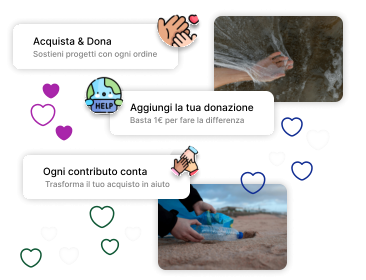 Acquista & Dona
Sostieni progetti con ogni ordine
HELP
Aggiungi la tua donazione
Basta 1€ per fare la differenza
Ogni contributo conta
Trasforma il tuo acquisto in aiuto